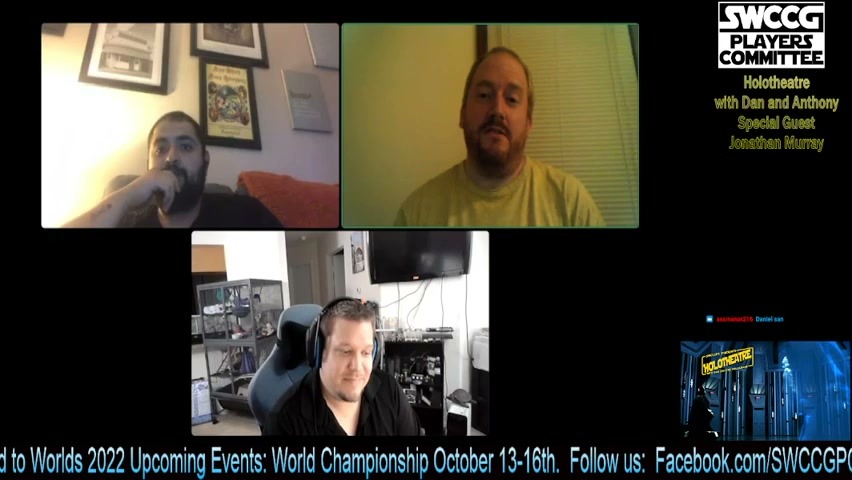 SWCCG
PLAYERS
COMMITTEE
Holotheatre
with Dan and Anthony
Special Guest
Jonathan Murray
Daniel san
HOLOTHEATRE
d to Worlds 2022 Upcoming Events: World Championship October 13-16th. Follow us: Facebook.com/SWCCGPC